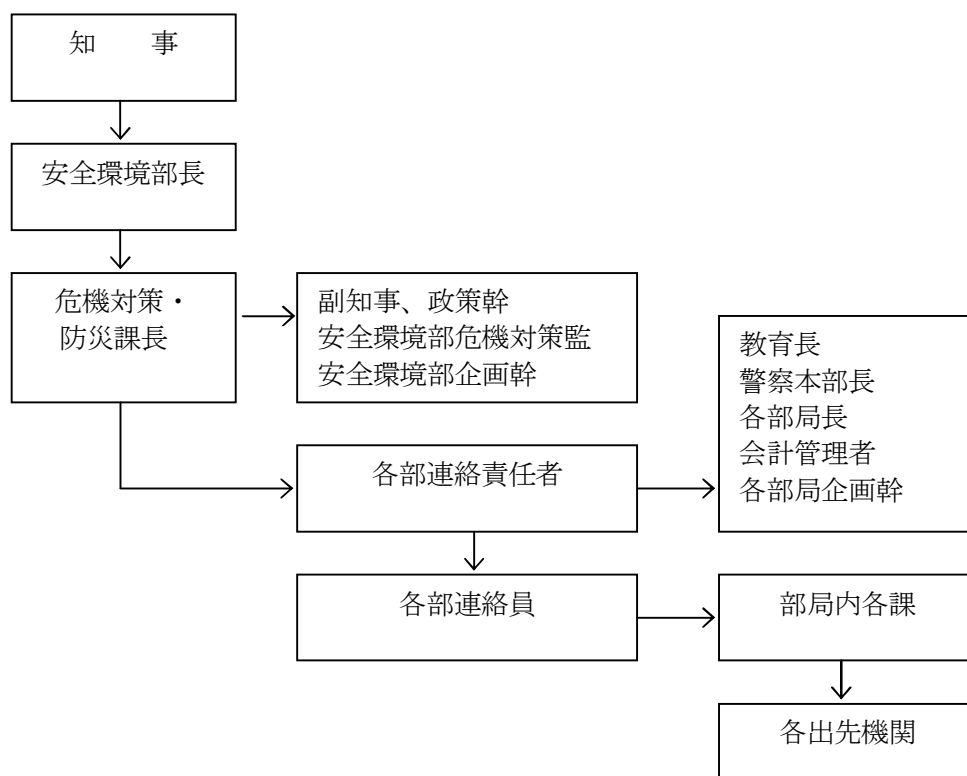 知　　事
安全環境部長
危機対策・
防災課長
副知事、政策幹
安全環境部危機対策監
安全環境部企画幹
教育長
警察本部長
各部局長
会計管理者
各部局企画幹
各部連絡責任者
各部連絡員
部局内各課
各出先機関